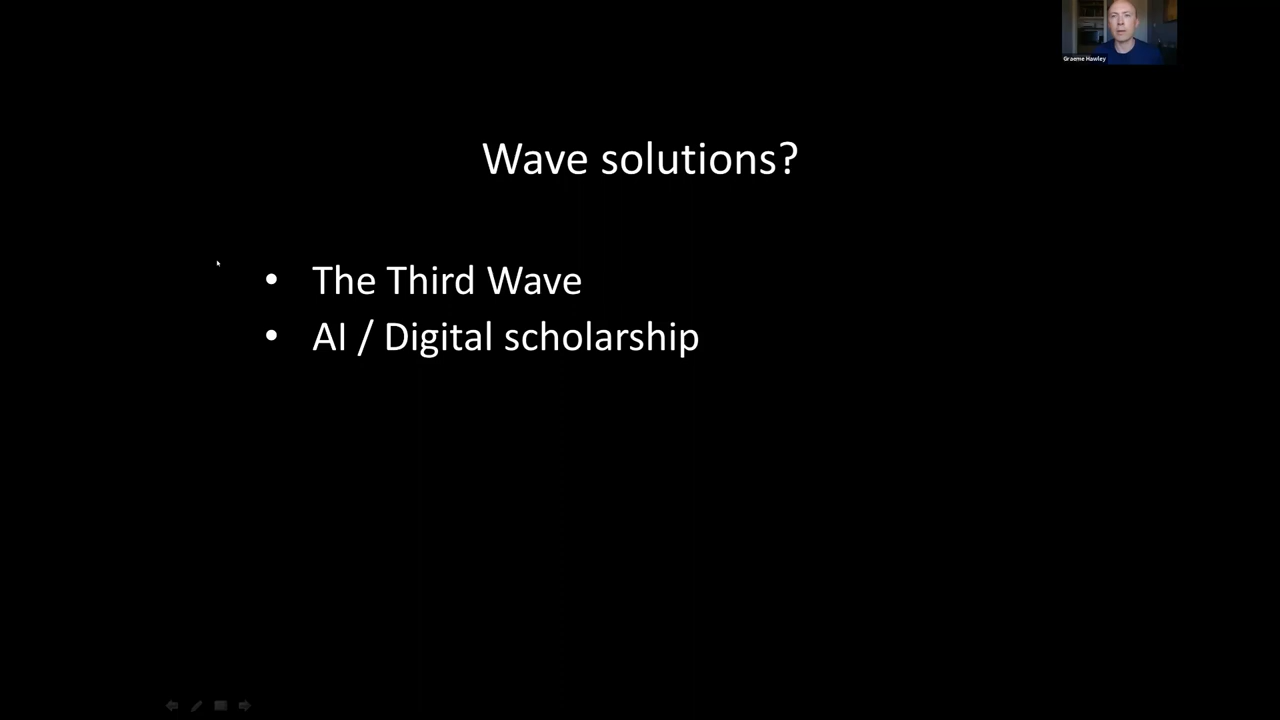 Graeme Hawley
Wave solutions?
• The Third Wave
• AI / Digital scholarship